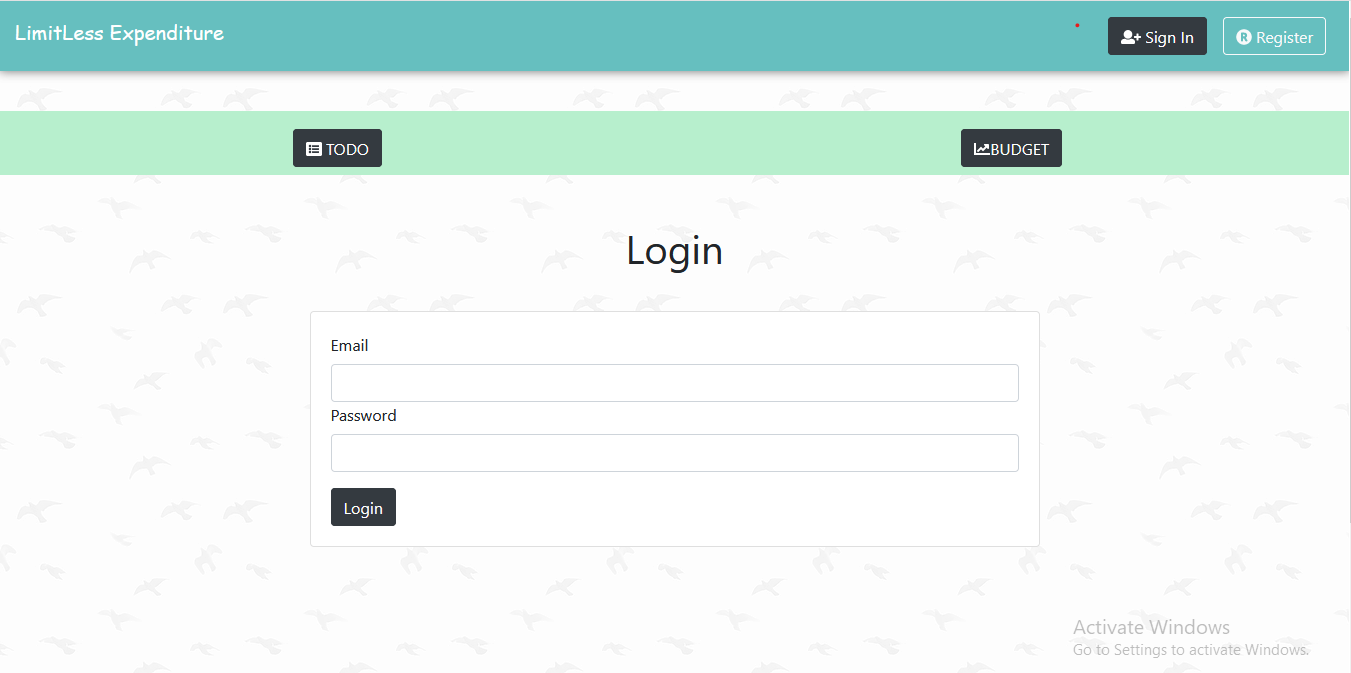 LimitLess Expenditure
Sign In
R Register
TODO
BUDGET
Login
Email
Password
Login
Activate Windows
Go to Settings to activate Windows.